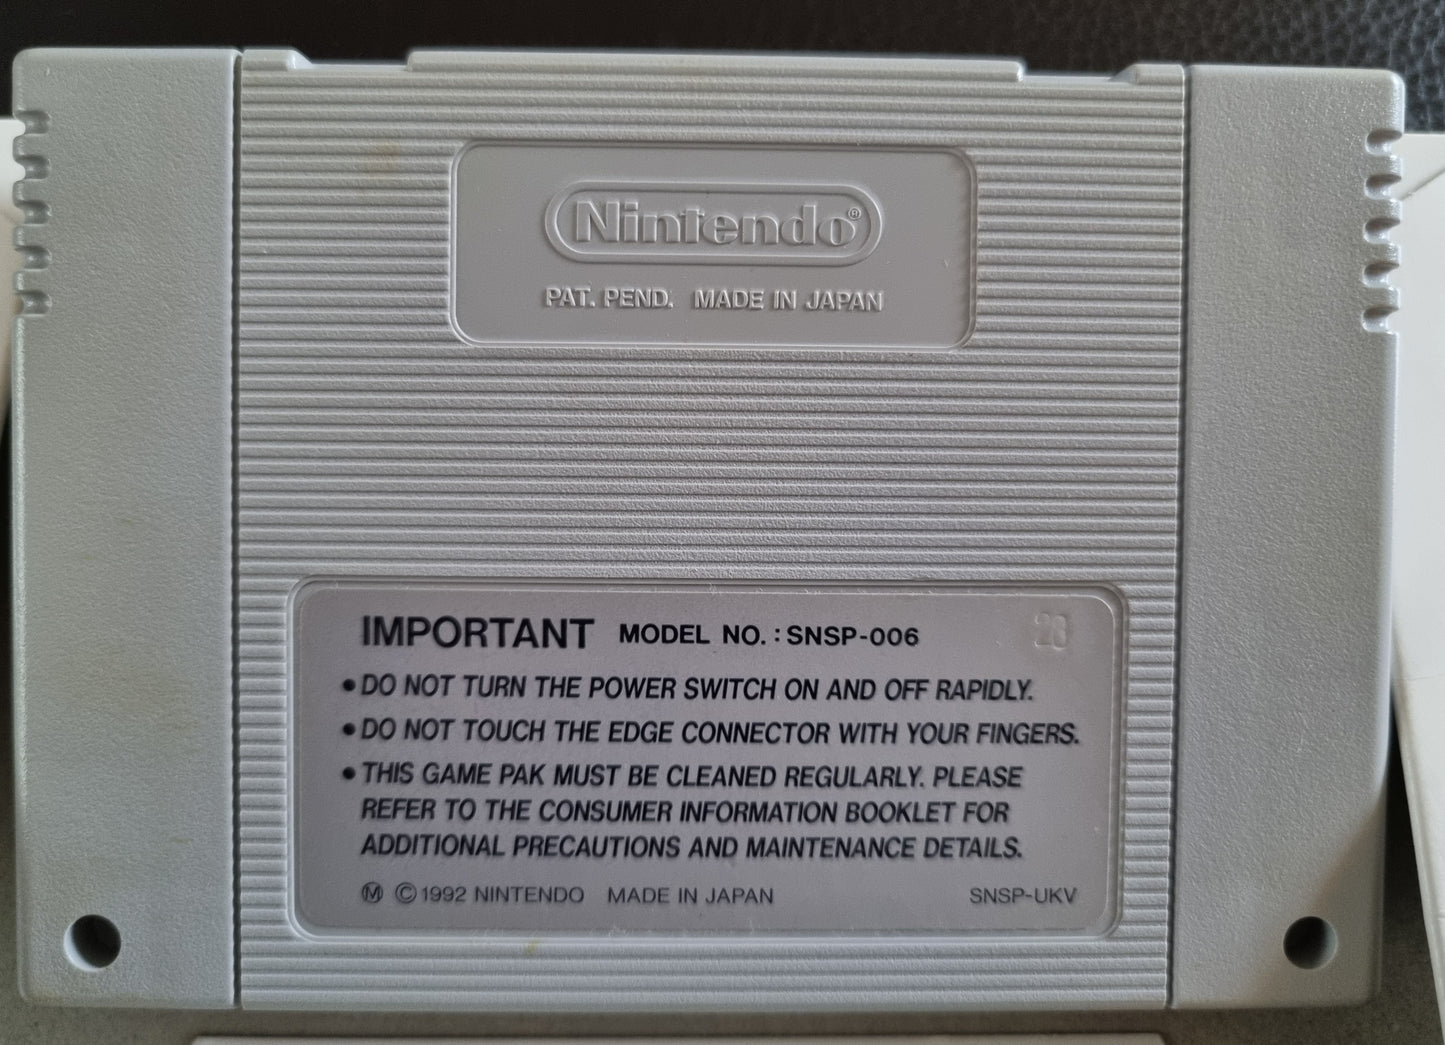 Nintendo®
PAT. PEND. MADE IN JAPAN
IMPORTANT MODEL NO. : SNSP-006
28
• DO NOT TURN THE POWER SWITCH ON AND OFF RAPIDLY.
• DO NOT TOUCH THE EDGE CONNECTOR WITH YOUR FINGERS.
• THIS GAME PAK MUST BE CLEANED REGULARLY. PLEASE
REFER TO THE CONSUMER INFORMATION BOOKLET FOR
ADDITIONAL PRECAUTIONS AND MAINTENANCE DETAILS.
Ⓜ ©1992 NINTENDO MADE IN JAPAN SNSP-UKV